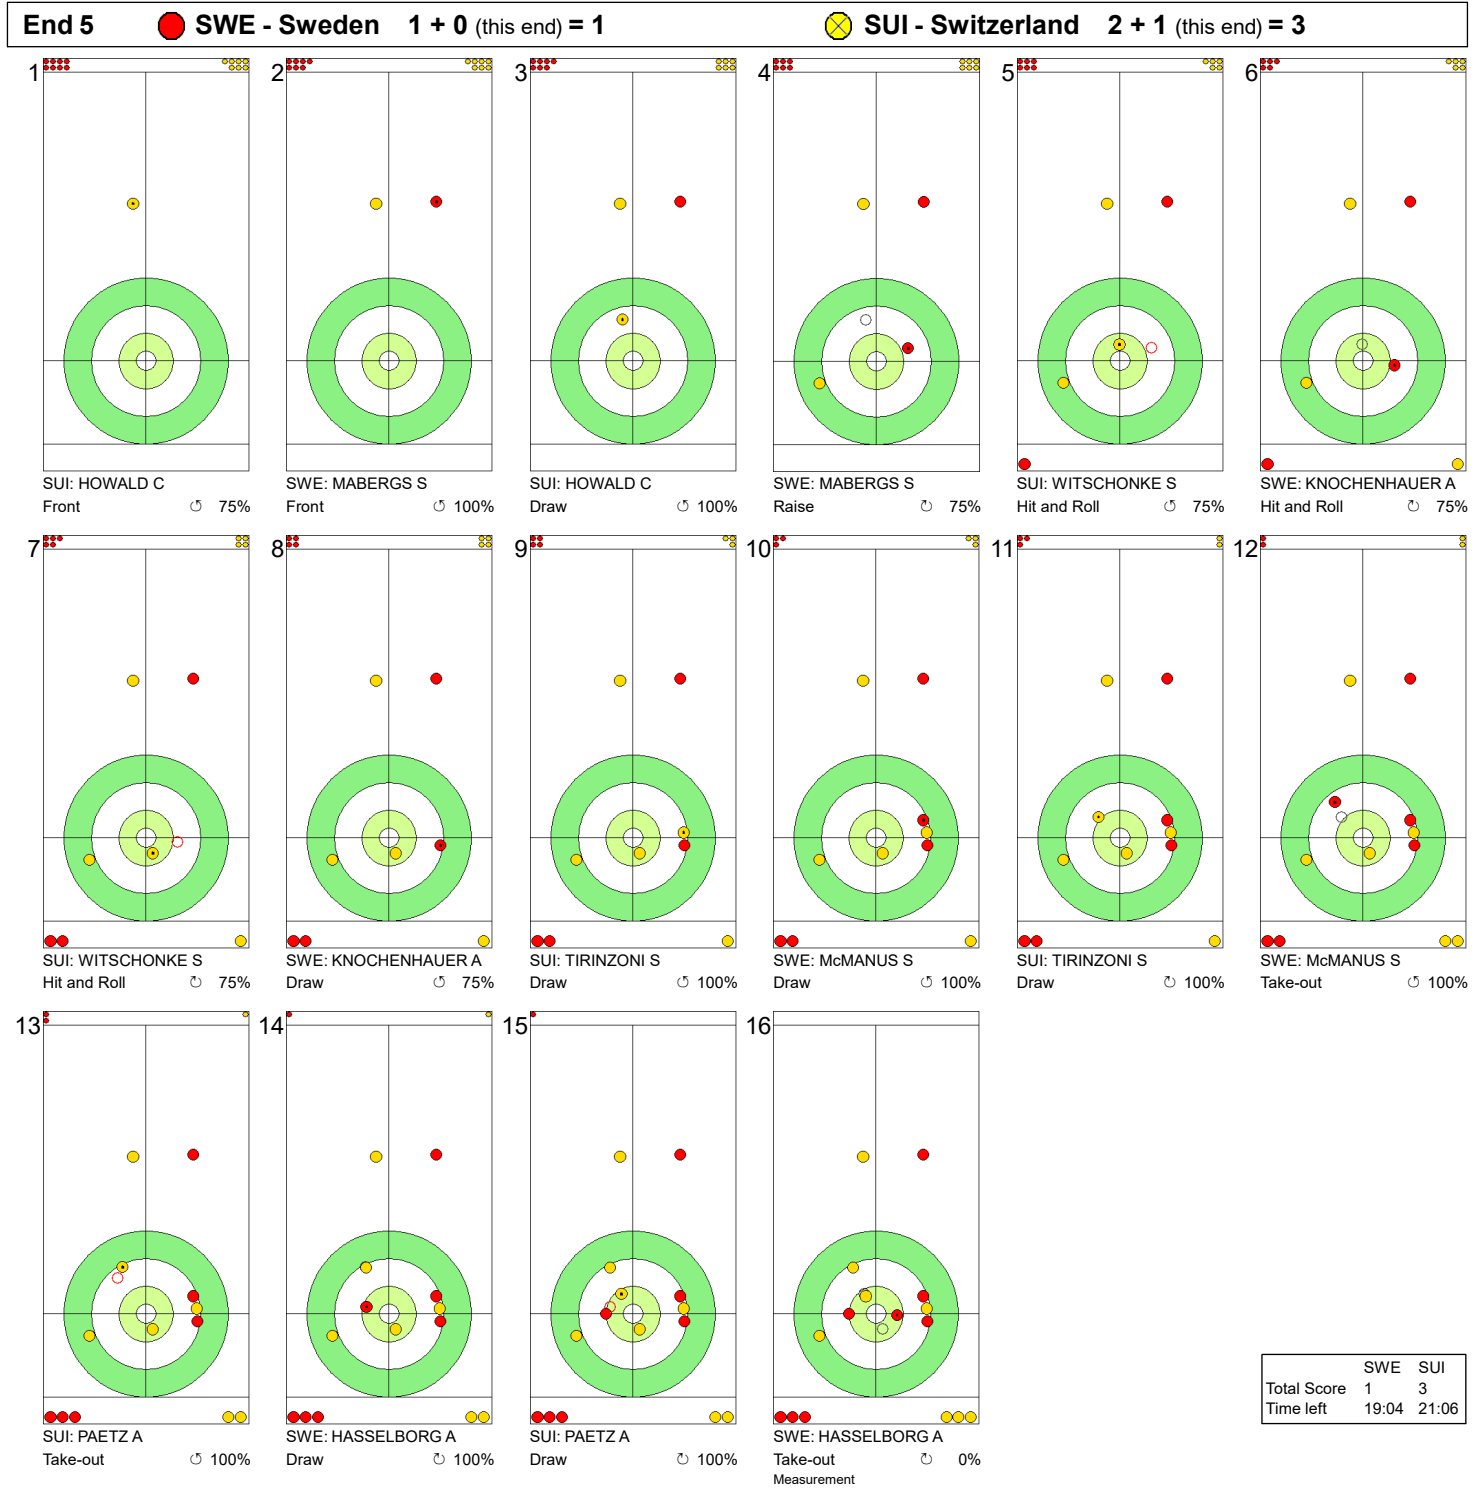 End 5 SWE - Sweden 1 + 0 (this end) = 1 SUI - Switzerland 2 + 1 (this end) = 3
1 2 3 4 5 6
SUI: HOWALD C SWE: MABERGS S SUI: HOWALD C SWE: MABERGS S SUI: WITSCHONKE S SWE: KNOCHENHAUER A
Front ↺ 75% Front ↺ 100% Draw ↺ 100% Raise ↻ 75% Hit and Roll ↺ 75% Hit and Roll ↻ 75%
7 8 9 10 11 12
SUI: WITSCHONKE S SWE: KNOCHENHAUER A SUI: TIRINZONI S SWE: McMANUS S SUI: TIRINZONI S SWE: McMANUS S
Hit and Roll ↻ 75% Draw ↻ 75% Draw ↺ 100% Draw ↺ 100% Draw ↻ 100% Take-out ↺ 100%
13 14 15 16
SUI: PAETZ A SWE: HASSELBORG A SUI: PAETZ A SWE: HASSELBORG A
Take-out ↺ 100% Draw ↻ 100% Draw ↺ 100% Take-out ↻ 0%
Measurement
SWE SUI
Total Score 1 3
Time left 19:04 21:06